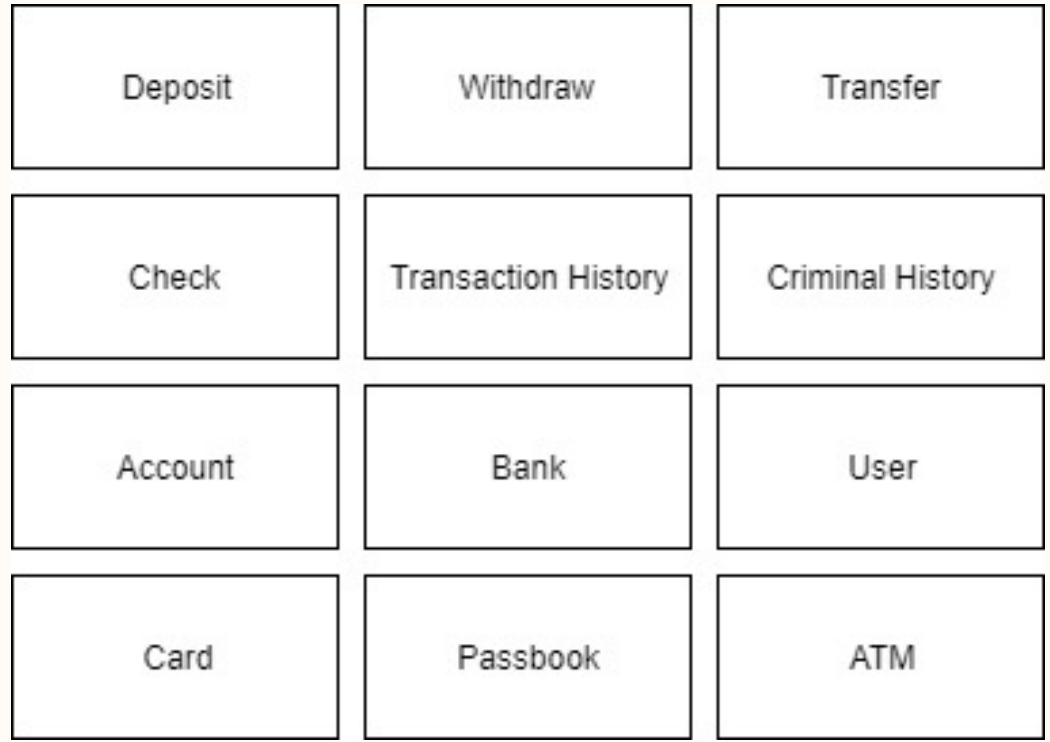 Deposit
Withdraw
Transfer
Check
Transaction History
Criminal History
Account
Bank
User
Card
Passbook
ATM